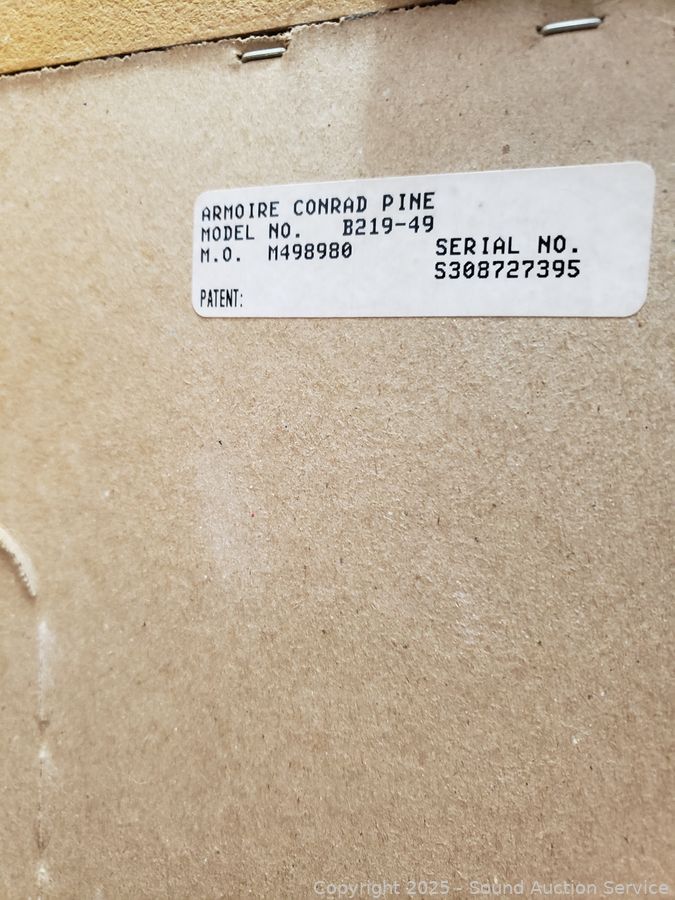 ARMOIRE CONRAD PINE
MODEL NO. B219-49
M.O. M498980
SERIAL NO.
S308727395
PATENT:
Copyright 2025 - Sound Auction Service